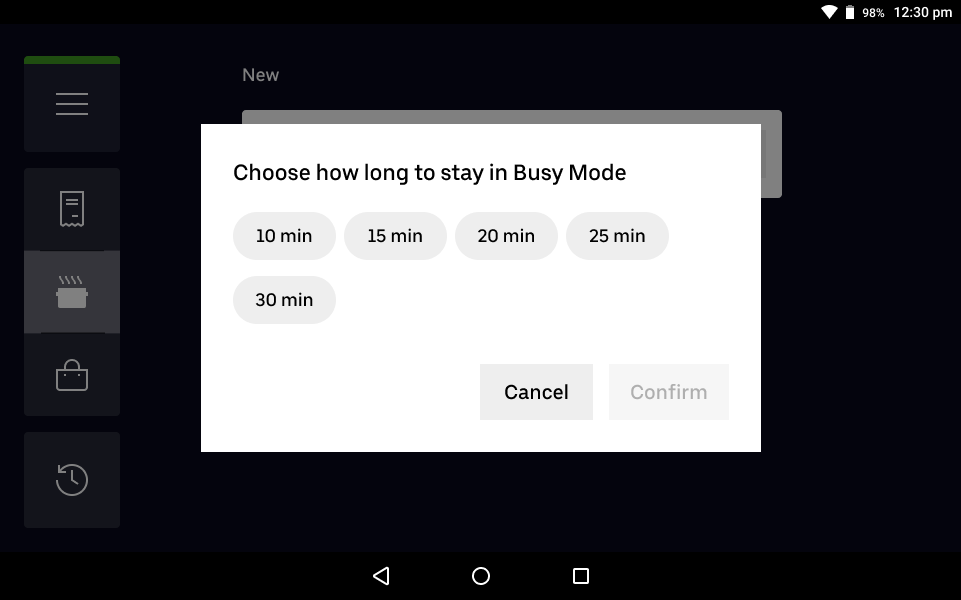 98% 12:30 pm
New
Choose how long to stay in Busy Mode
10 min 15 min 20 min 25 min
30 min
Cancel Confirm